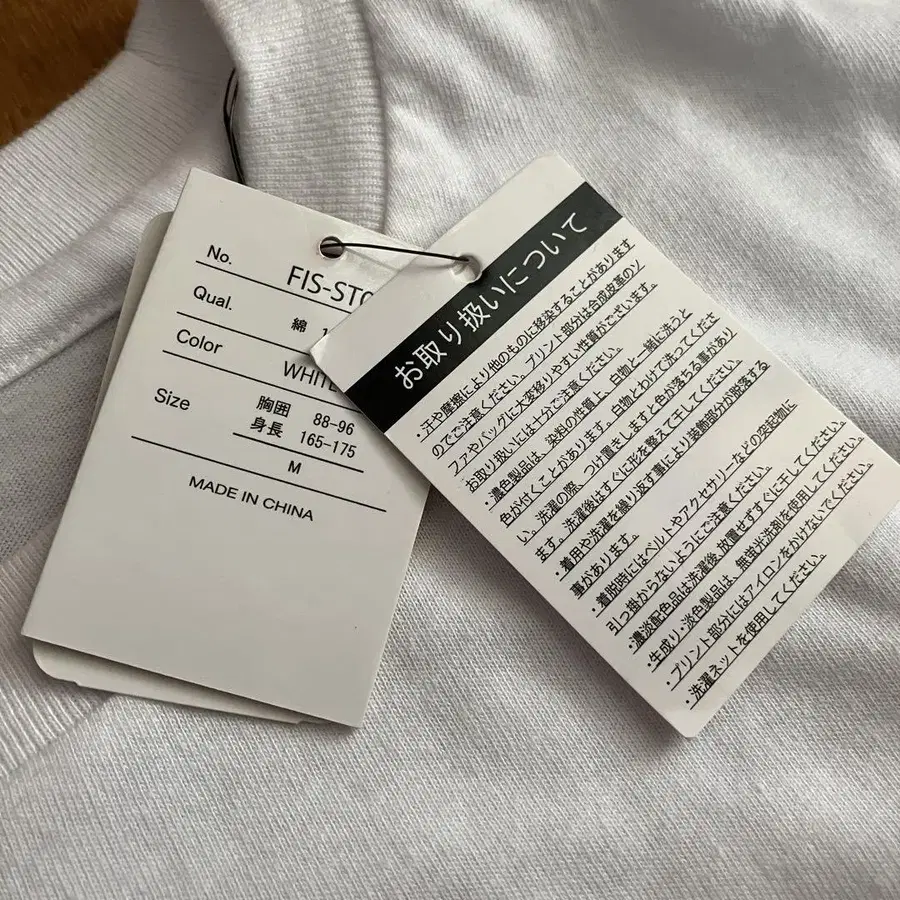 No.
FIS-ST
Qual.
綿 1
Color
WHITE
Size
胸囲 88-96
身長 165-175
M
MADE IN CHINA
お取り扱いについて
・汗や摩擦により他のものに移染することがあります
のでご注意ください。プリント部分は合成皮革のソ
ファやバッグに大変移りやすい性質がございます。
お取り扱いには十分ご注意ください。
・濃色製品は、染料の性質上、白物と一緒に洗うと
色が付くことがあります。白物とわけて洗ってくださ
い。洗濯の際、つけ置きしますと色が落ちる事があり
ます。洗濯後はすぐに形を整えて干してください。
・着用や洗濯を繰り返す事により装飾部分が脱落する
事があります。
・着脱時にはベルトやアクセサリーなどの突起物に
引っ掛からないようにご注意ください。
・濃淡配色品は洗濯後、放置せずすぐに干してください。
・生成り・淡色製品は、無蛍光洗剤を使用してください。
・プリント部分にはアイロンをかけないでください。
・洗濯ネットを使用してください。